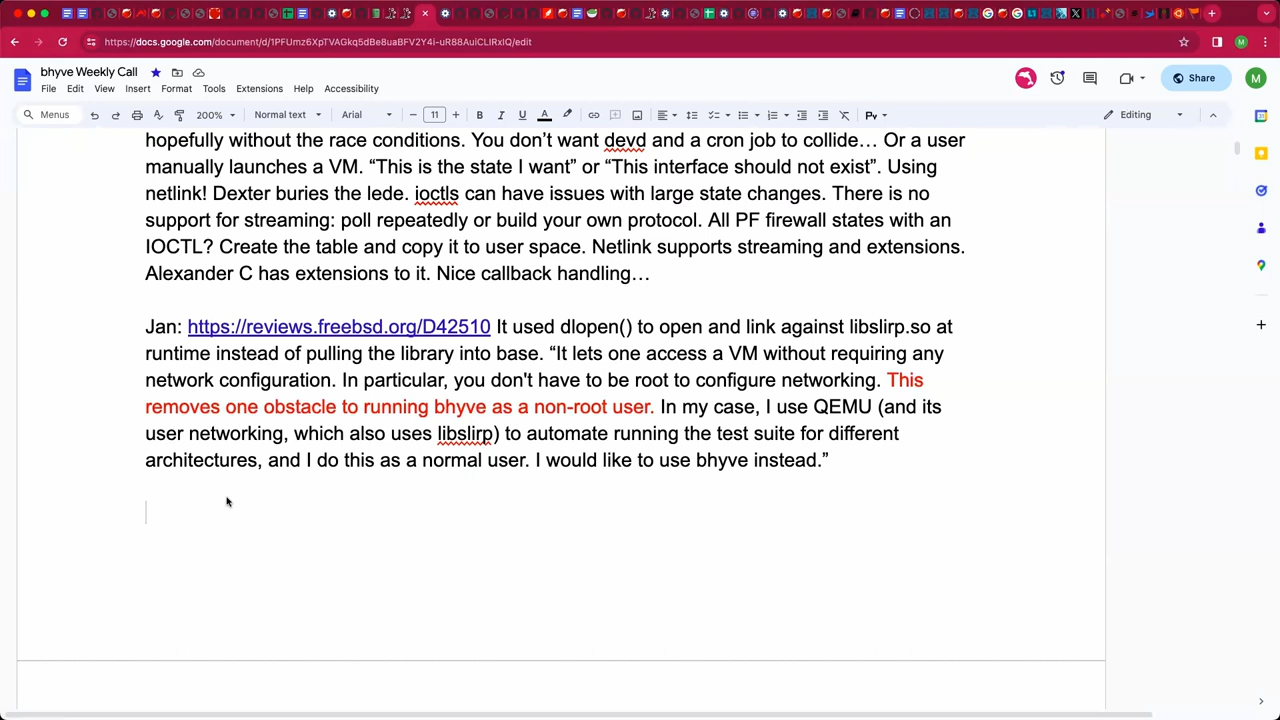 https://docs.google.com/document/d/1PFUmz6XpTVAGkq5dBe8uaBFV2Y4i-uR88AuiCLIRxIQ/edit
M
bhyve Weekly Call
File Edit View Insert Format Tools Extensions Help Accessibility
Share
M
Menus
200%
Normal text
Arial
11
Editing
hopefully without the race conditions. You don’t want devd and a cron job to collide… Or a user
manually launches a VM. “This is the state I want” or “This interface should not exist”. Using
netlink! Dexter buries the lede. ioctls can have issues with large state changes. There is no
support for streaming: poll repeatedly or build your own protocol. All PF firewall states with an
IOCTL? Create the table and copy it to user space. Netlink supports streaming and extensions.
Alexander C has extensions to it. Nice callback handling…
Jan: https://reviews.freebsd.org/D42510 It used dlopen() to open and link against libslirp.so at
runtime instead of pulling the library into base. “It lets one access a VM without requiring any
network configuration. In particular, you don't have to be root to configure networking. This
removes one obstacle to running bhyve as a non-root user. In my case, I use QEMU (and its
user networking, which also uses libslirp) to automate running the test suite for different
architectures, and I do this as a normal user. I would like to use bhyve instead.”